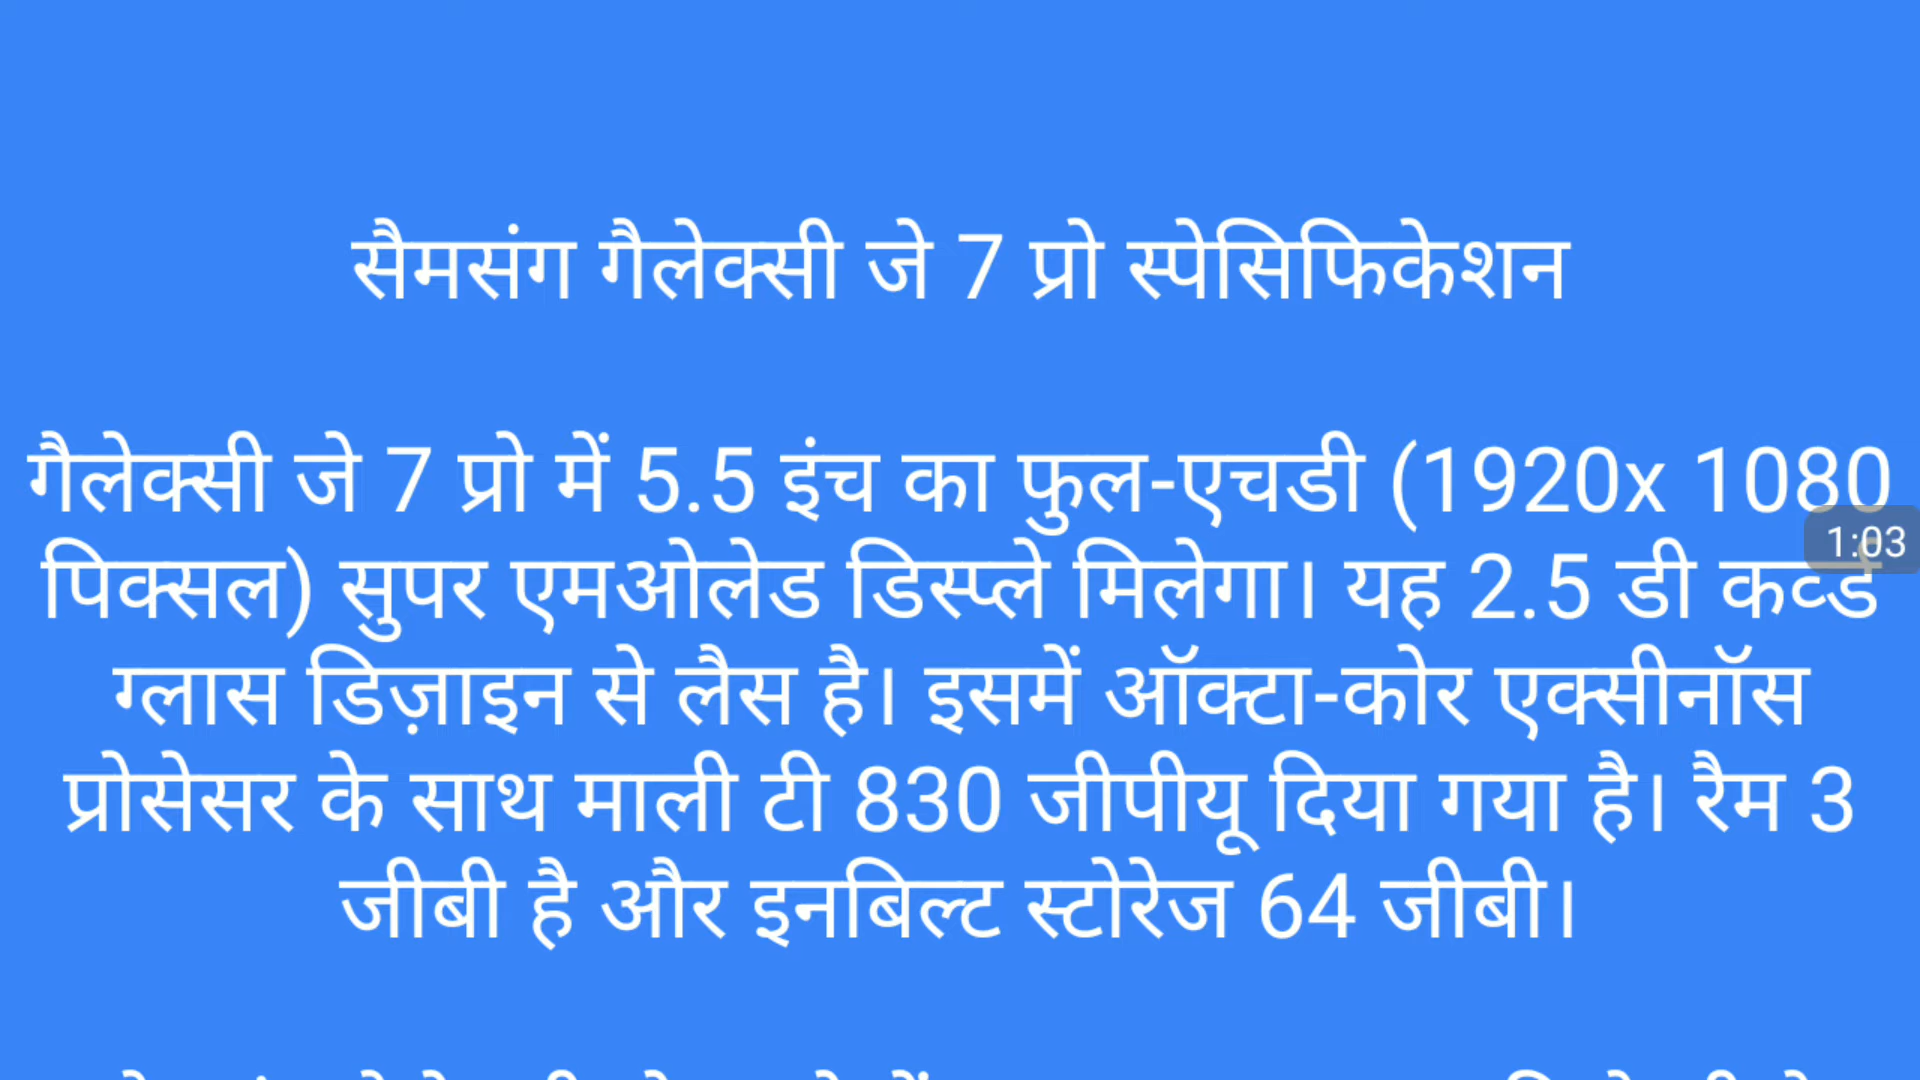 सैमसंग गैलेक्सी जे 7 प्रो स्पेसिफिकेशन
गैलेक्सी जे 7 प्रो में 5.5 इंच का फुल-एचडी (1920x 1080
1:03
पिक्सल) सुपर एमओलेड डिस्प्ले मिलेगा। यह 2.5 डी कर्व्ड
ग्लास डिज़ाइन से लैस है। इसमें ऑक्टा-कोर एक्सीनॉस
प्रोसेसर के साथ माली टी 830 जीपीयू दिया गया है। रैम 3
जीबी है और इनबिल्ट स्टोरेज 64 जीबी।